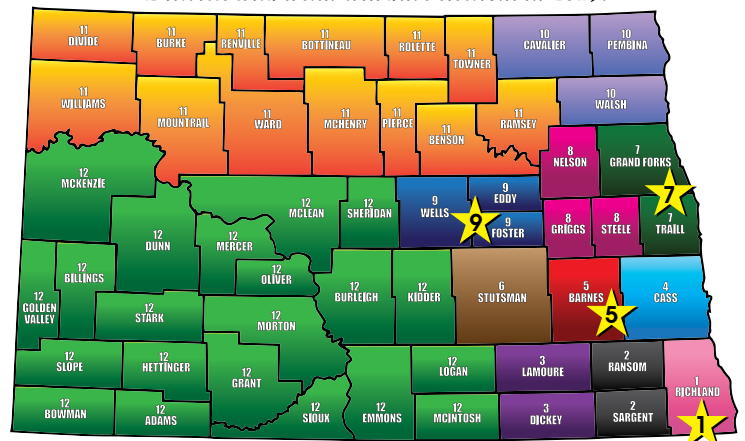 11
DIVIDE
11
BURKE
11
RENVILLE
11
BOTTINEAU
11
ROLETTE
11
TOWNER
10
CAVALIER
10
PEMBINA
11
WILLIAMS
11
MOUNTRAIL
11
WARD
11
MCHENRY
11
PIERCE
11
BENSON
11
RAMSEY
10
WALSH
8
NELSON
7
GRAND FORKS
7
12
MCKENZIE
12
DUNN
12
MERCER
12
MCLEAN
12
SHERIDAN
9
WELLS
9
EDDY
9
9
FOSTER
8
GRIGGS
8
STEELE
7
TRAILL
12
GOLDEN
VALLEY
12
BILLINGS
12
STARK
12
OLIVER
12
MORTON
12
BURLEIGH
12
KIDDER
6
STUTSMAN
5
BARNES
5
4
CASS
12
SLOPE
12
HETTINGER
12
GRANT
12
LOGAN
3
LAMOURE
2
RANSOM
1
RICHLAND
1
12
BOWMAN
12
ADAMS
12
SIOUX
12
EMMONS
12
MCINTOSH
3
DICKEY
2
SARGENT